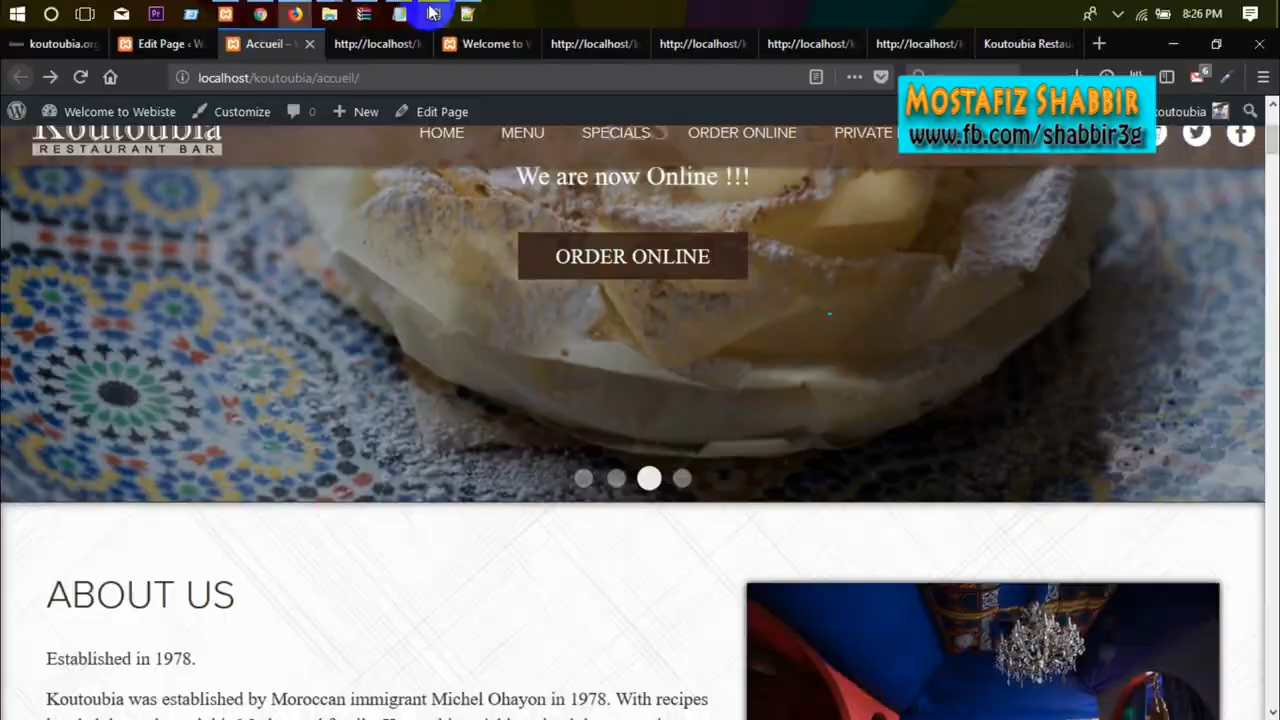 8:26 PM
koutoubia.org
Edit Page ‹ W
Accueil –
http://localhost/k
Welcome to W
http://localhost/k
http://localhost/k
http://localhost/k
http://localhost/k
Koutoubia Restau
localhost/koutoubia/accueil/
6
MOSTAFIZ SHABBIR
www.fb.com/shabbir3g
Welcome to Webiste
Customize
0
New
Edit Page
koutoubia
Koutoubia
RESTAURANT BAR
HOME
MENU
SPECIALS
ORDER ONLINE
PRIVATE
We are now Online !!!
ORDER ONLINE
ABOUT US
Established in 1978.
Koutoubia was established by Moroccan immigrant Michel Ohayon in 1978. With recipes